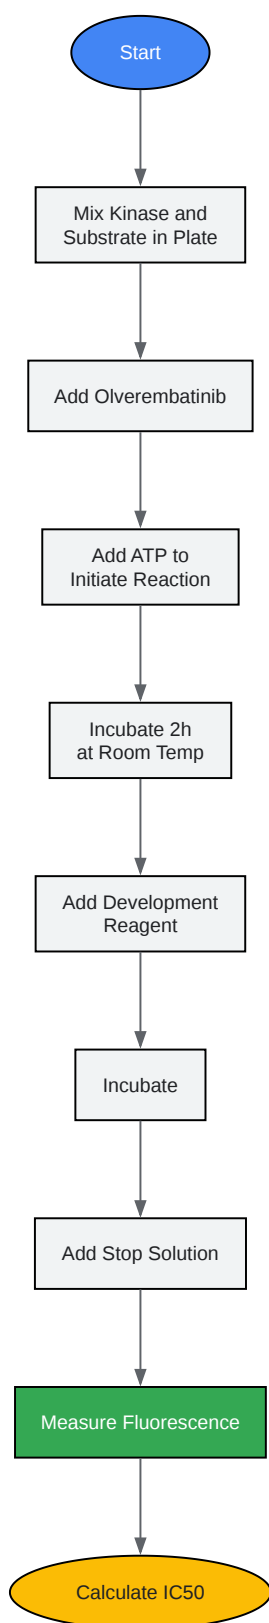 Start
Mix Kinase and
Substrate in Plate
Add Olverembatinib
Add ATP to
Initiate Reaction
Incubate 2h
at Room Temp
Add Development
Reagent
Incubate
Add Stop Solution
Measure Fluorescence
Calculate IC50